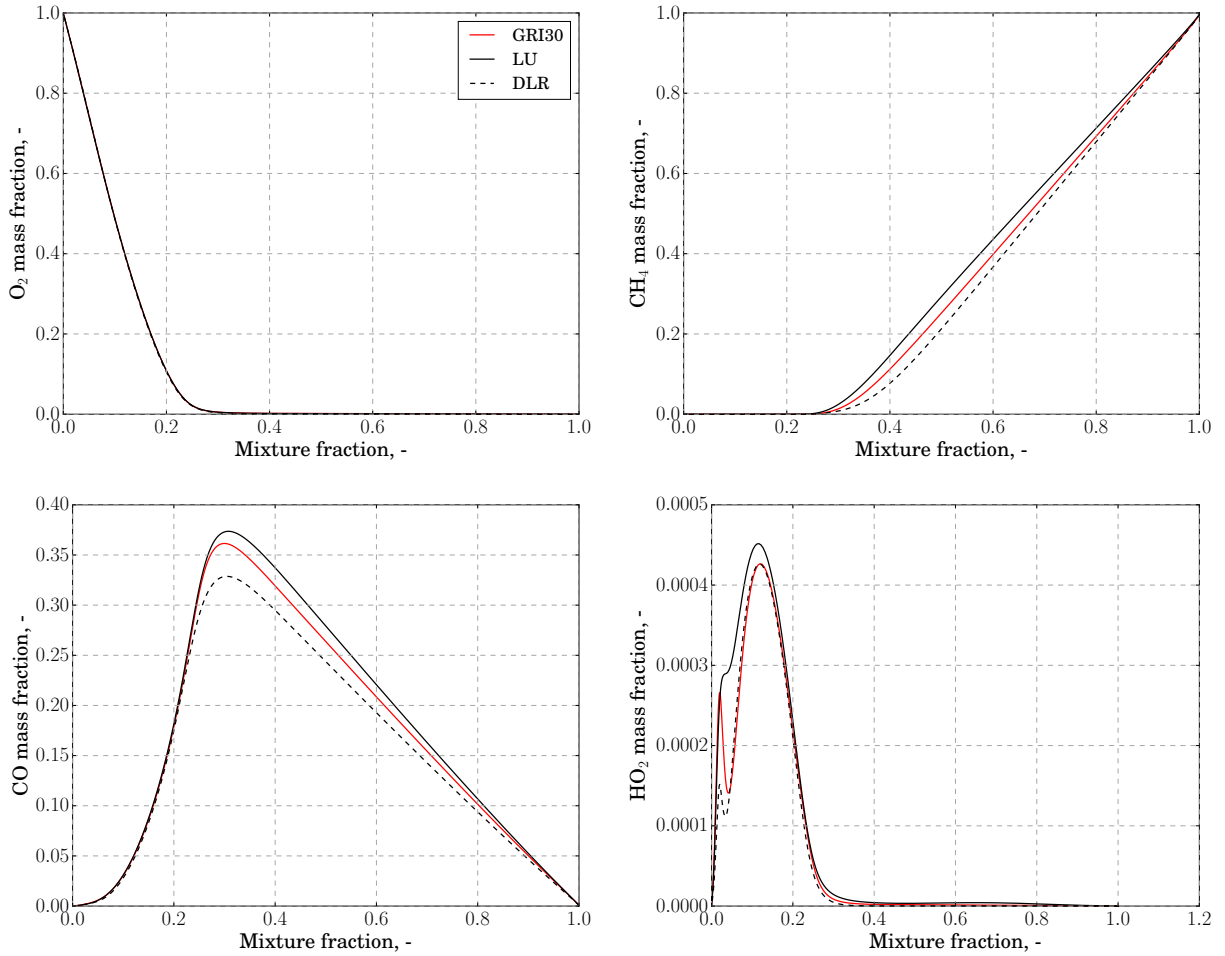 1.0
0.8
0.6
0.4
0.2
0.0
O₂ mass fraction, -
0.0 0.2 0.4 0.6 0.8 1.0
Mixture fraction, -
GRI30
LU
DLR
1.0
0.8
0.6
0.4
0.2
0.0
CH₄ mass fraction, -
0.0 0.2 0.4 0.6 0.8 1.0
Mixture fraction, -
0.40
0.35
0.30
0.25
0.20
0.15
0.10
0.05
0.00
CO mass fraction, -
0.0 0.2 0.4 0.6 0.8 1.0
Mixture fraction, -
0.0005
0.0004
0.0003
0.0002
0.0001
0.0000
HO₂ mass fraction, -
0.0 0.2 0.4 0.6 0.8 1.0 1.2
Mixture fraction, -